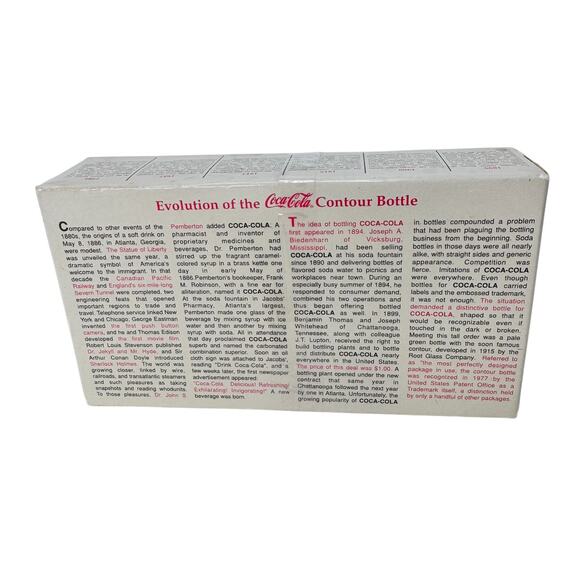 Evolution of the Coca-Cola Contour Bottle
Compared to other events of the
1880s, the origins of a soft drink on
May 8, 1886, in Atlanta, Georgia,
were modest. The Statue of Liberty
was unveiled the same year, a
dramatic symbol of America's
welcome to the immigrant. In that
decade the Canadian Pacific
Railway and England's six-mile-long
Severn Tunnel were completed, two
engineering feats that opened
important regions to trade and
travel. Telephone service linked New
York and Chicago; George Eastman
invented the first push button
camera, and he and Thomas Edison
developed the first movie film.
Robert Louis Stevenson published
Dr. Jekyll and Mr. Hyde, and Sir
Arthur Conan Doyle introduced
Sherlock Holmes. The world was
growing closer, linked by wire,
railroads, and transatlantic steamers
and such pleasures as taking
snapshots and reading whodunits.
To those pleasures, Dr. John S
Pemberton added COCA-COLA. A
pharmacist and inventor of
proprietary medicines and
beverages, Dr. Pemberton had
stirred up the fragrant caramel-
colored syrup in a brass kettle one
day in early May of
1886.Pemberton's bookeeper, Frank
M. Robinson, with a fine ear for
alliteration, named it COCA-COLA.
At the soda fountain in Jacobs'
Pharmacy, Atlanta's largest,
Pemberton made one glass of the
beverage by mixing syrup with ice
water and then another by mixing
syrup with soda. All in attendance
that day proclaimed COCA-COLA
superb and named the carbonated
combination superior. Soon an oil
cloth sign was attached to Jacobs',
reading "Drink Coca-Cola", and
weeks later, the first newspaper
advertisement appeared:
"Coca-Cola Delicious! Refreshing!
Exhilarating! Invigorating!" A new
beverage was born.
The idea of bottling COCA-COLA
first appeared in 1894. Joseph A.
Biedenharn of Vicksburg,
Mississippi, had been selling
COCA-COLA at his soda fountain
since 1890 and delivering bottles of
flavored soda water to picnics and
workplaces near town. During an
especially busy summer of 1894, he
responded to consumer demand,
combined his two operations and
thus began offering bottled
COCA-COLA as well. In 1899,
Benjamin Thomas and Joseph
Whitehead of Chattanooga,
Tennessee, along with colleague
J.T. Lupton, received the right to
build bottling plants and to bottle
and distribute COCA-COLA nearly
everywhere in the United States.
The price of this deal was $1.00. A
bottling plant opened under the new
contract that same year in
Chattanooga followed the next year
by one in Atlanta. Unfortunately, the
growing popularity of COCA-COLA
in bottles compounded a problem
that had been plaguing the bottling
business from the beginning. Soda
bottles in those days were all nearly
alike, with straight sides and generic
appearance. Competition was
fierce. Imitations of COCA-COLA
were everywhere. Even though
bottles for COCA-COLA carried
labels and the embossed trademark,
it was not enough. The situation
demanded a distinctive bottle for
COCA-COLA, shaped so that it
would be recognizable even if
touched in the dark or broken.
Meeting this tall order was a pale
green bottle with the soon famous
contour, developed in 1915 by the
Root Glass Company. Referred to
as "the most perfectly designed
package in use, the contour bottle
was recognized in 1977 by the
United States Patent Office as a
Trademark itself, a distinction held
by only a handful of other packages.